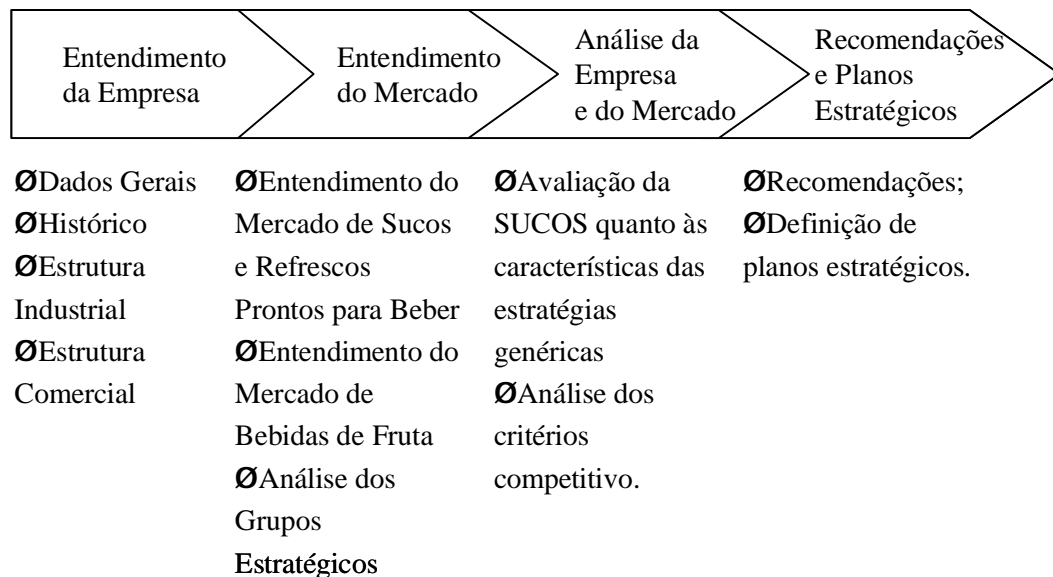 Entendimento
da Empresa
Entendimento
do Mercado
Análise da
Empresa
e do Mercado
Recomendações
e Planos
Estratégicos
ØDados Gerais
ØHistórico
ØEstrutura
Industrial
ØEstrutura
Comercial
ØEntendimento do
Mercado de Sucos
e Refrescos
Prontos para Beber
ØEntendimento do
Mercado de
Bebidas de Fruta
ØAnálise dos
Grupos
Estratégicos
ØAvaliação da
SUCOS quanto às
características das
estratégias
genéricas
ØAnálise dos
critérios
competitivo.
ØRecomendações;
ØDefinição de
planos estratégicos.